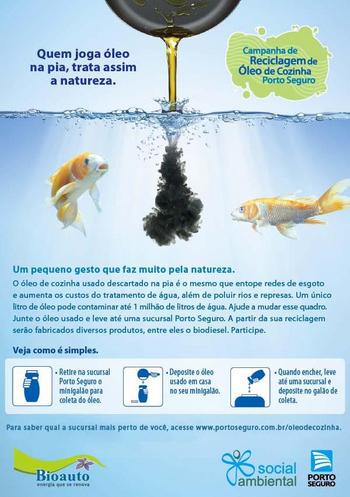 Quem joga óleo
na pia, trata assim
a natureza.
Campanha de
Reciclagem de
Óleo de Cozinha
Porto Seguro
Um pequeno gesto que faz muito pela natureza.
O óleo de cozinha usado descartado na pia é o mesmo que entope redes de esgoto
e aumenta os custos do tratamento de água, além de poluir rios e represas. Um único
litro de óleo pode contaminar até 1 milhão de litros de água. Ajude a mudar esse quadro.
Junte o óleo usado e leve até uma sucursal Porto Seguro. A partir da sua reciclagem
serão fabricados diversos produtos, entre eles o biodiesel. Participe.
Veja como é simples.
• Retire na sucursal
Porto Seguro o
minigalão para
coleta do óleo.
• Deposite o óleo
usado em casa
no seu minigalão.
• Quando encher, leve
até uma sucursal e
deposite no galão de
coleta.
Para saber qual a sucursal mais perto de você, acesse www.portoseguro.com.br/oleodecozinha.
Bioauto
energia que se renova
social
ambiental
PORTO
SEGURO